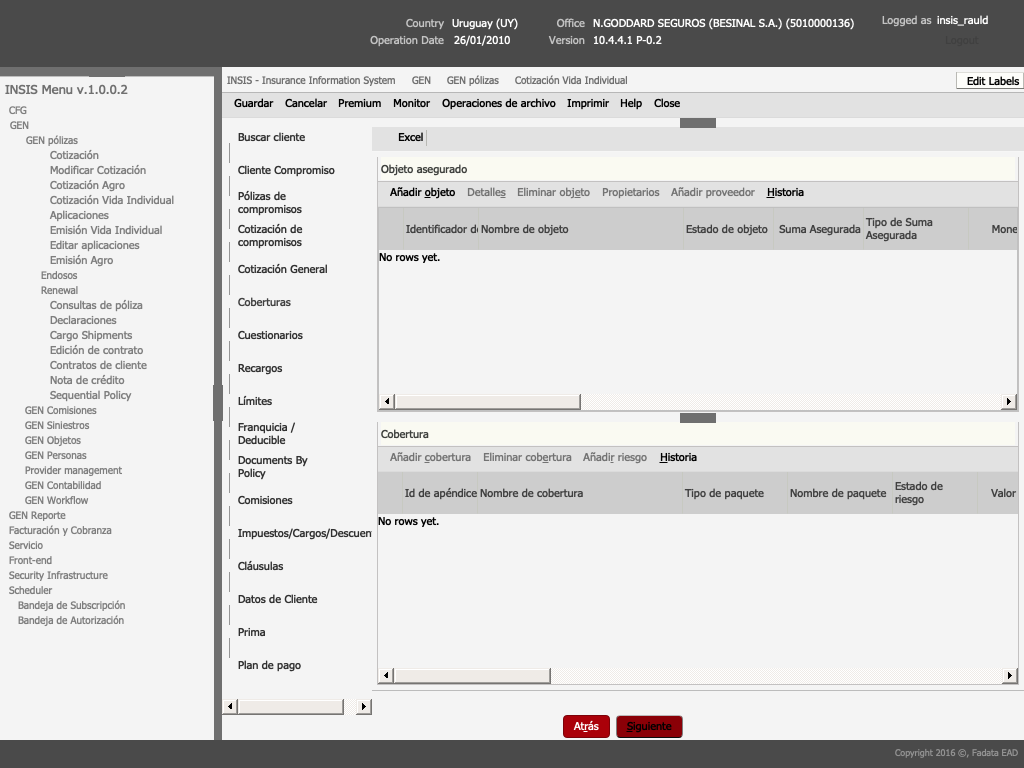 Country Uruguay (UY) Office N.GODDARD SEGUROS (BESINAL S.A.) (5010000136) Logged as insis_rauld
Operation Date 26/01/2010 Version 10.4.4.1 P-0.2 Logout
INSIS Menu v.1.0.0.2
CFG
GEN
GEN pólizas
Cotización
Modificar Cotización
Cotización Agro
Cotización Vida Individual
Aplicaciones
Emisión Vida Individual
Editar aplicaciones
Emisión Agro
Endosos
Renewal
Consultas de póliza
Declaraciones
Cargo Shipments
Edición de contrato
Contratos de cliente
Nota de crédito
Sequential Policy
GEN Comisiones
GEN Siniestros
GEN Objetos
GEN Personas
Provider management
GEN Contabilidad
GEN Workflow
GEN Reporte
Facturación y Cobranza
Servicio
Front-end
Security Infrastructure
Scheduler
Bandeja de Subscripción
Bandeja de Autorización
INSIS - Insurance Information System GEN GEN pólizas Cotización Vida Individual Edit Labels
Guardar Cancelar Premium Monitor Operaciones de archivo Imprimir Help Close
Buscar cliente
Cliente Compromiso
Pólizas de
compromisos
Cotización de
compromisos
Cotización General
Coberturas
Cuestionarios
Recargos
Límites
Franquicia /
Deducible
Documents By
Policy
Comisiones
Impuestos/Cargos/Descuen
Cláusulas
Datos de Cliente
Prima
Plan de pago
Excel
Objeto asegurado
Añadir objeto Detalles Eliminar objeto Propietarios Añadir proveedor Historia
Identificador de Nombre de objeto Estado de objeto Suma Asegurada Tipo de Suma Asegurada Mone
No rows yet.
Cobertura
Añadir cobertura Eliminar cobertura Añadir riesgo Historia
Id de apéndice Nombre de cobertura Tipo de paquete Nombre de paquete Estado de riesgo Valor
No rows yet.
Atrás Siguiente
Copyright 2016 ©, Fadata EAD